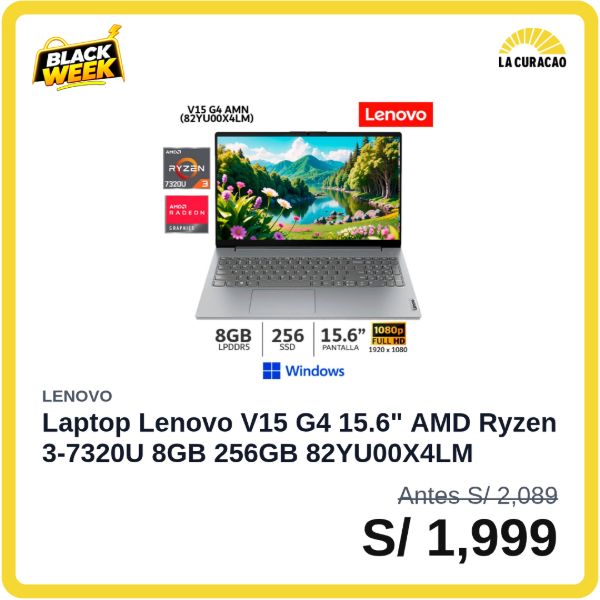 BLACK
WEEK
LA CURACAO
V15 G4 AMN
(82YU00X4LM)
Lenovo
AMD
RYZEN
7320U 3
AMD
RADEON
GRAPHICS
Lenovo
8GB
LPDDR5
256
SSD
15.6”
PANTALLA
1080p
FULL HD
1920 x 1080
Windows
LENOVO
Laptop Lenovo V15 G4 15.6" AMD Ryzen
3-7320U 8GB 256GB 82YU00X4LM
Antes S/ 2,089
S/ 1,999